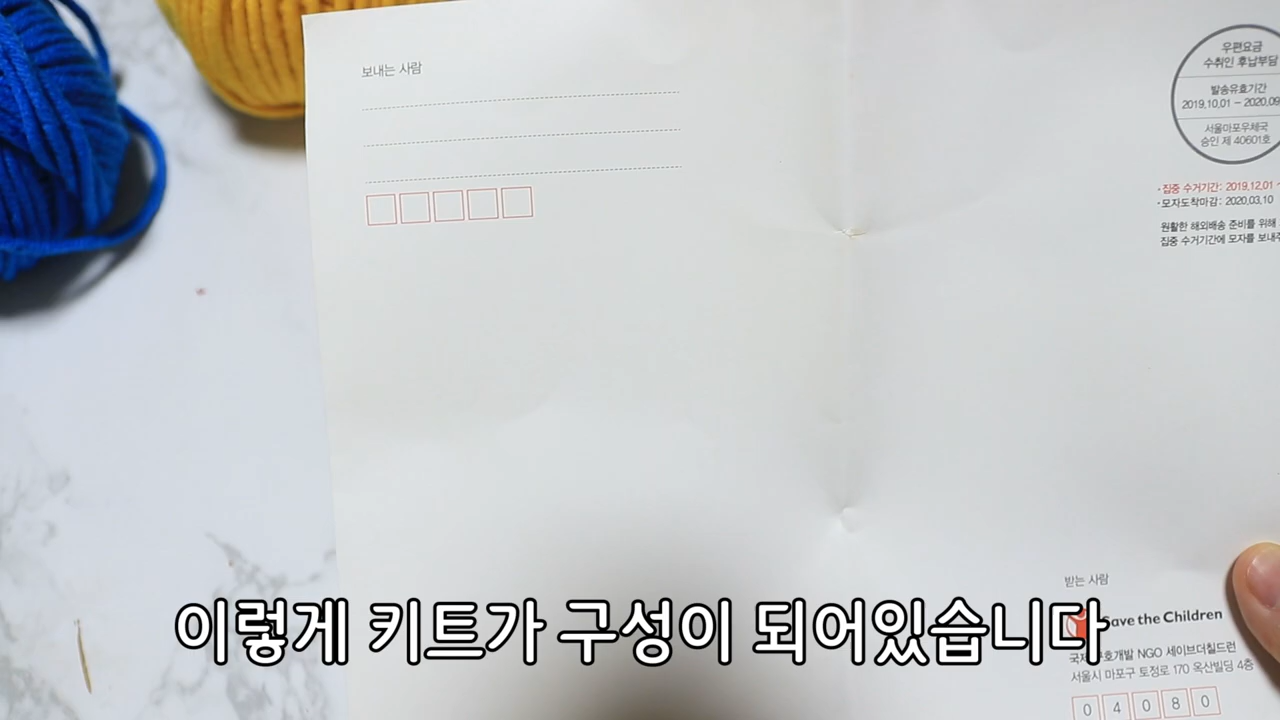 보내는 사람
우편요금
수취인 후납부담
발송유효기간
2019.10.01 - 2020.09
서울마포우체국
승인 제 40601호
·집중 수거기간: 2019.12.01
·모자도착마감: 2020.03.10
원활한 해외배송 준비를 위해
집중 수거기간에 모자를 보내주
받는 사람
Save the Children
국제구호개발 NGO 세이브더칠드런
서울시 마포구 토정로 170 옥산빌딩 4층
0 4 0 8 0
이렇게 키트가 구성이 되어있습니다